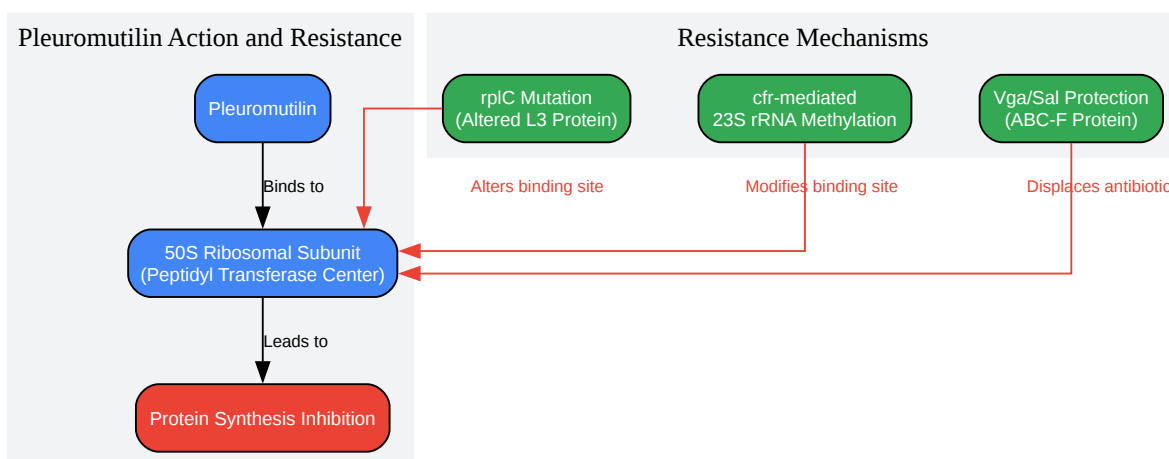 Pleuromutilin Action and Resistance
Resistance Mechanisms
Pleuromutilin
rplC Mutation
(Altered L3 Protein)
cfr-mediated
23S rRNA Methylation
Vga/Sal Protection
(ABC-F Protein)
Binds to
Alters binding site
Modifies binding site
Displaces antibiotic
50S Ribosomal Subunit
(Peptidyl Transferase Center)
Leads to
Protein Synthesis Inhibition